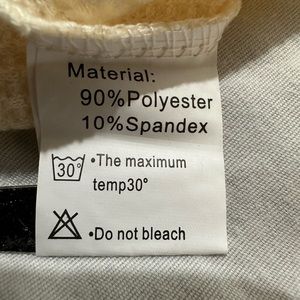 Material:
90%Polyester
10%Spandex
30° •The maximum
temp30°
•Do not bleach